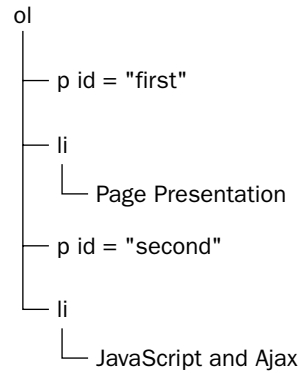 ol
p id = "first"
li
Page Presentation
p id = "second"
li
JavaScript and Ajax